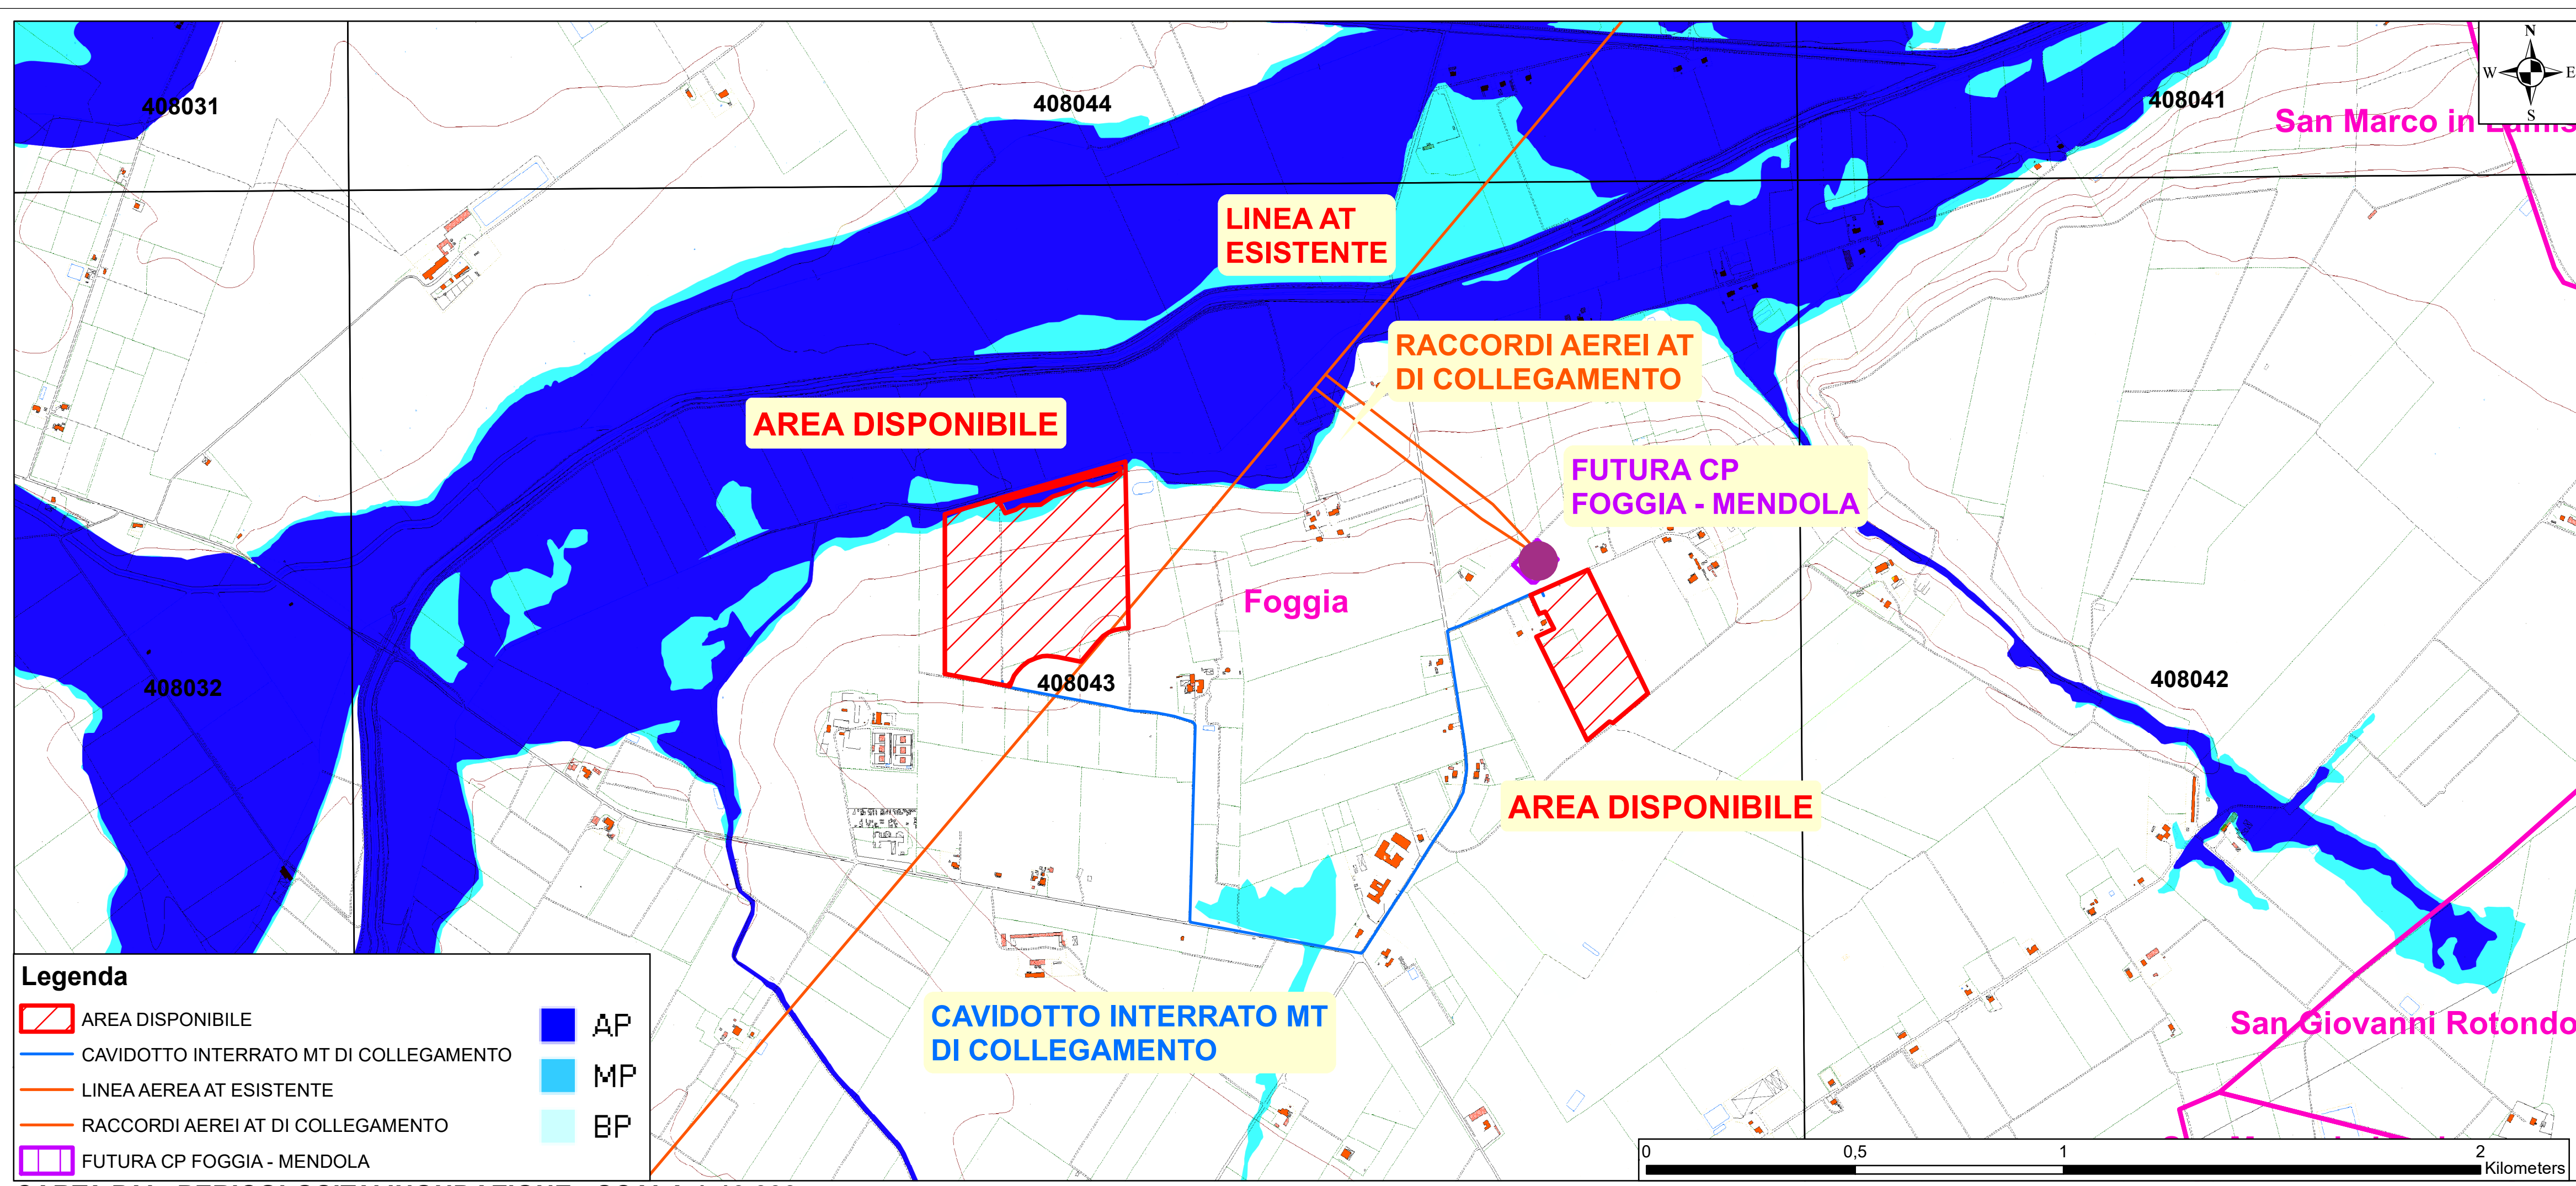 N
W E
S
408031
408044
408041
San Marco in Lamis
LINEA AT
ESISTENTE
RACCORDI AEREI AT
DI COLLEGAMENTO
AREA DISPONIBILE
FUTURA CP
FOGGIA - MENDOLA
Foggia
408032
408043
408042
AREA DISPONIBILE
CAVIDOTTO INTERRATO MT
DI COLLEGAMENTO
San Giovanni Rotondo
Legenda
AREA DISPONIBILE
CAVIDOTTO INTERRATO MT DI COLLEGAMENTO
LINEA AEREA AT ESISTENTE
RACCORDI AEREI AT DI COLLEGAMENTO
FUTURA CP FOGGIA - MENDOLA
AP
MP
BP
0 0,5 1 2
Kilometers